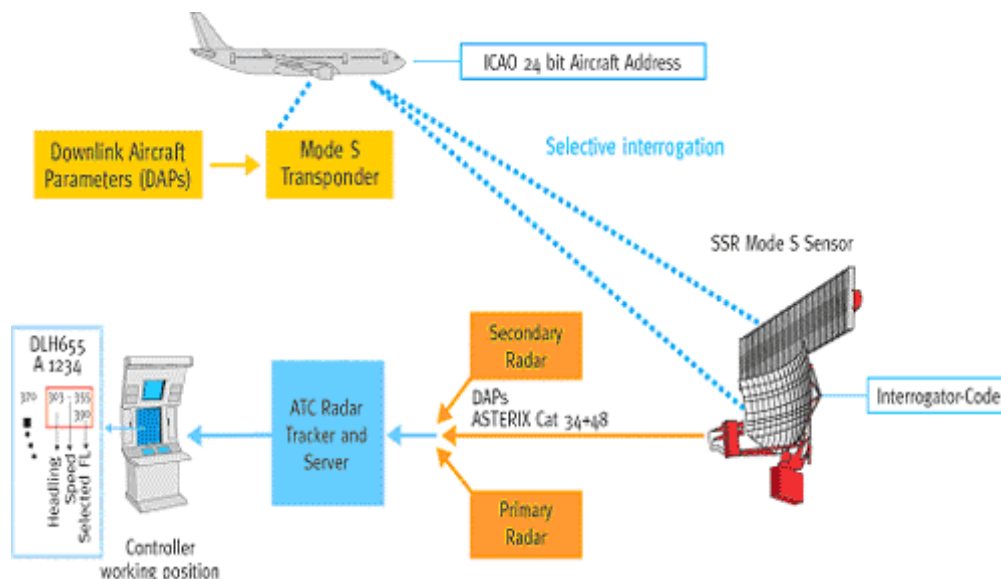 ICAO 24 bit Aircraft Address
Downlink Aircraft
Parameters (DAPs)
Mode S
Transponder
Selective interrogation
SSR Mode S Sensor
Interrogator-Code
Secondary
Radar
DAPs
ASTERIX Cat 34+48
Primary
Radar
ATC Radar
Tracker and
Server
DLH655
A 1234
370 303 - 355
390
Headling
Speed
Selected FL
Controller
working position